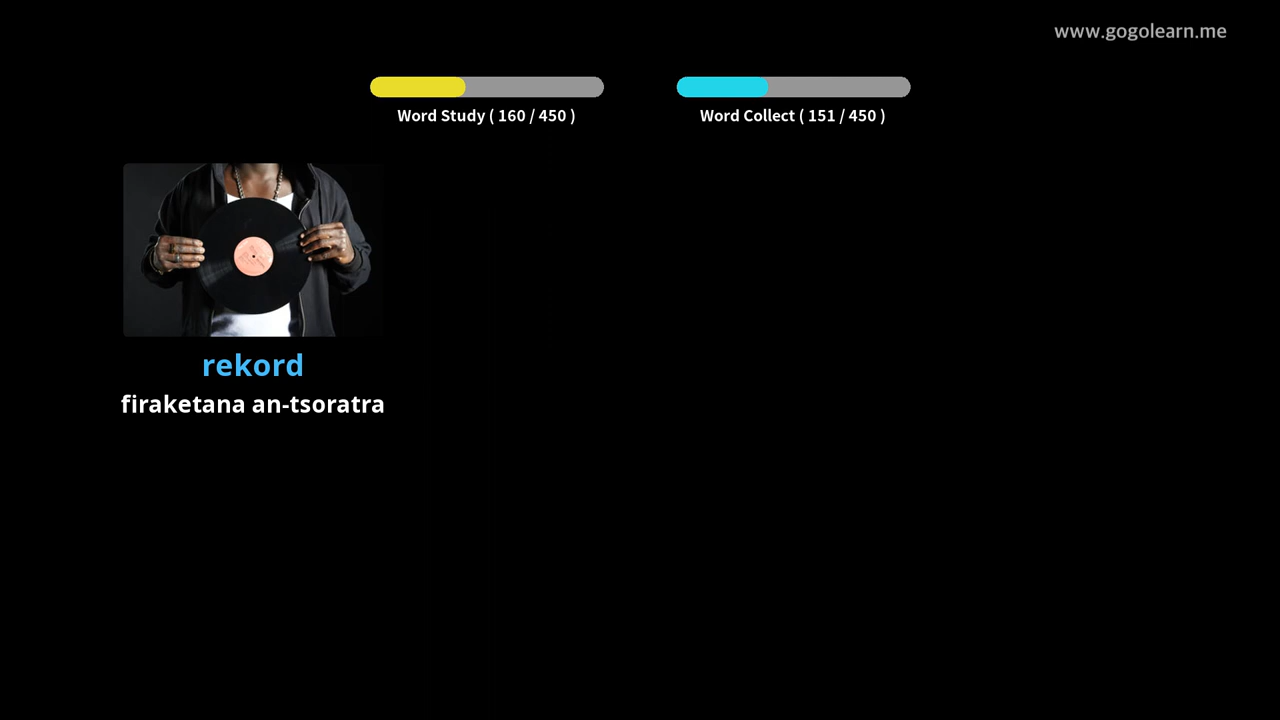 www.gogolearn.me
Word Study ( 160 / 450 )
Word Collect ( 151 / 450 )
rekord
firaketana an-tsoratra